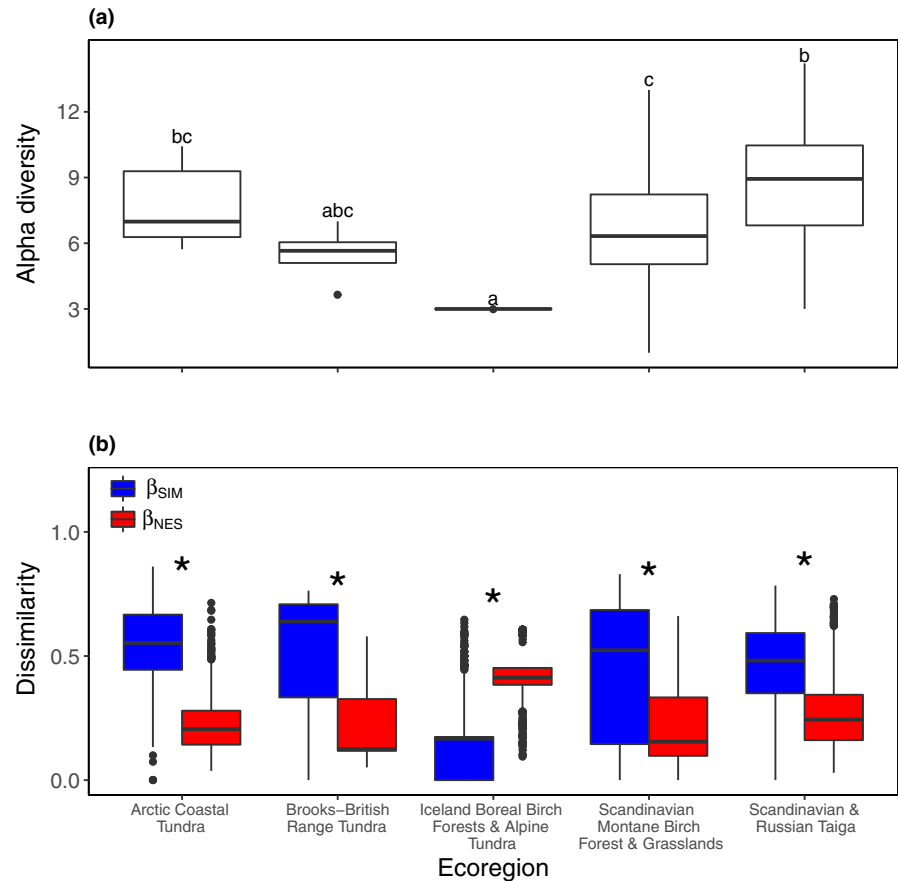 (a)
Alpha diversity
12
9
6
3
bc
abc
a
c
b
(b)
Dissimilarity
1.0
0.5
0.0
βSIM
βNES
* * * * *
Arctic Coastal
Tundra
Brooks−British
Range Tundra
Iceland Boreal Birch
Forests & Alpine
Tundra
Scandinavian
Montane Birch
Forest & Grasslands
Scandinavian &
Russian Taiga
Ecoregion